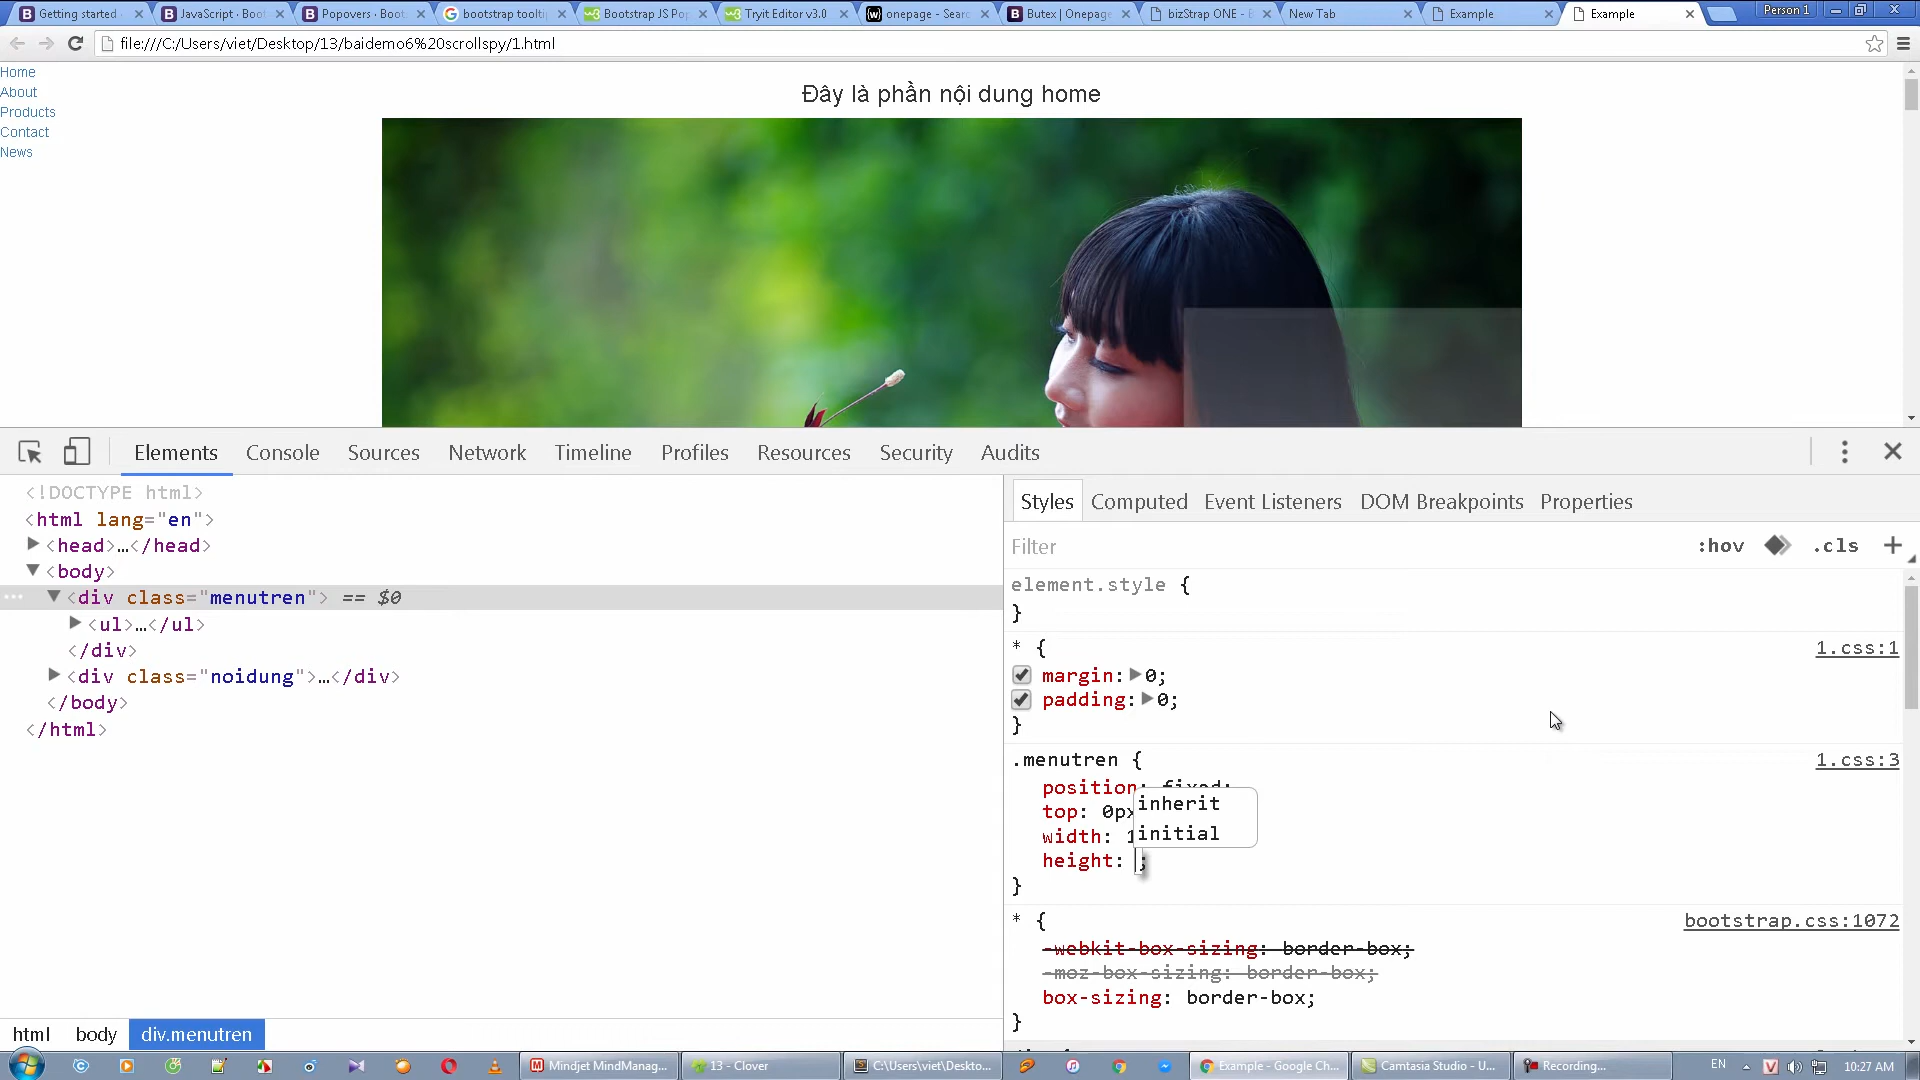 Getting started
JavaScript · Boot
Popovers · Boot
bootstrap toolti
Bootstrap JS Po
Tryit Editor v3.0
onepage - Sear
Butex | Onepage
bizStrap ONE - B
New Tab
Example
Example
Person 1
file:///C:/Users/viet/Desktop/13/baidemo6%20scrollspy/1.html
Home
About
Products
Contact
News
Đây là phần nội dung home
Elements
Console
Sources
Network
Timeline
Profiles
Resources
Security
Audits
<!DOCTYPE html>
<html lang="en">
<head>…</head>
<body>
<div class="menutren"> == $0
<ul>…</ul>
</div>
<div class="noidung">…</div>
</body>
</html>
html body div.menutren
Styles
Computed
Event Listeners
DOM Breakpoints
Properties
Filter
:hov
.cls
element.style {
}
* {
1.css:1
margin: 0;
padding: 0;
}
.menutren {
1.css:3
position: fixed;
top: 0px
width: 1
height: ;
inherit
initial
}
* {
bootstrap.css:1072
-webkit-box-sizing: border-box;
-moz-box-sizing: border-box;
box-sizing: border-box;
}
Mindjet MindManag...
13 - Clover
C:\Users\viet\Deskto...
Example - Google Ch...
Camtasia Studio - U...
Recording...
EN
10:27 AM